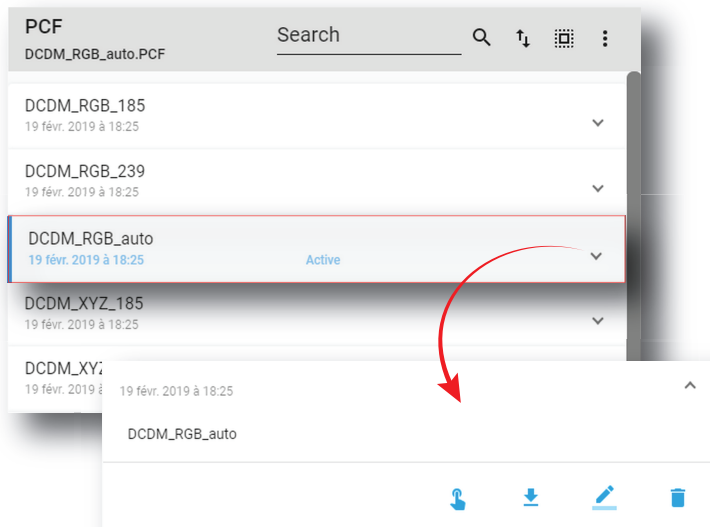 PCF
Search
DCDM_RGB_auto.PCF
DCDM_RGB_185
19 févr. 2019 à 18:25
DCDM_RGB_239
19 févr. 2019 à 18:25
DCDM_RGB_auto
19 févr. 2019 à 18:25 Active
DCDM_XYZ_185
19 févr. 2019 à 18:25
DCDM_XYZ
19 févr. 2019 à
19 févr. 2019 à 18:25
DCDM_RGB_auto